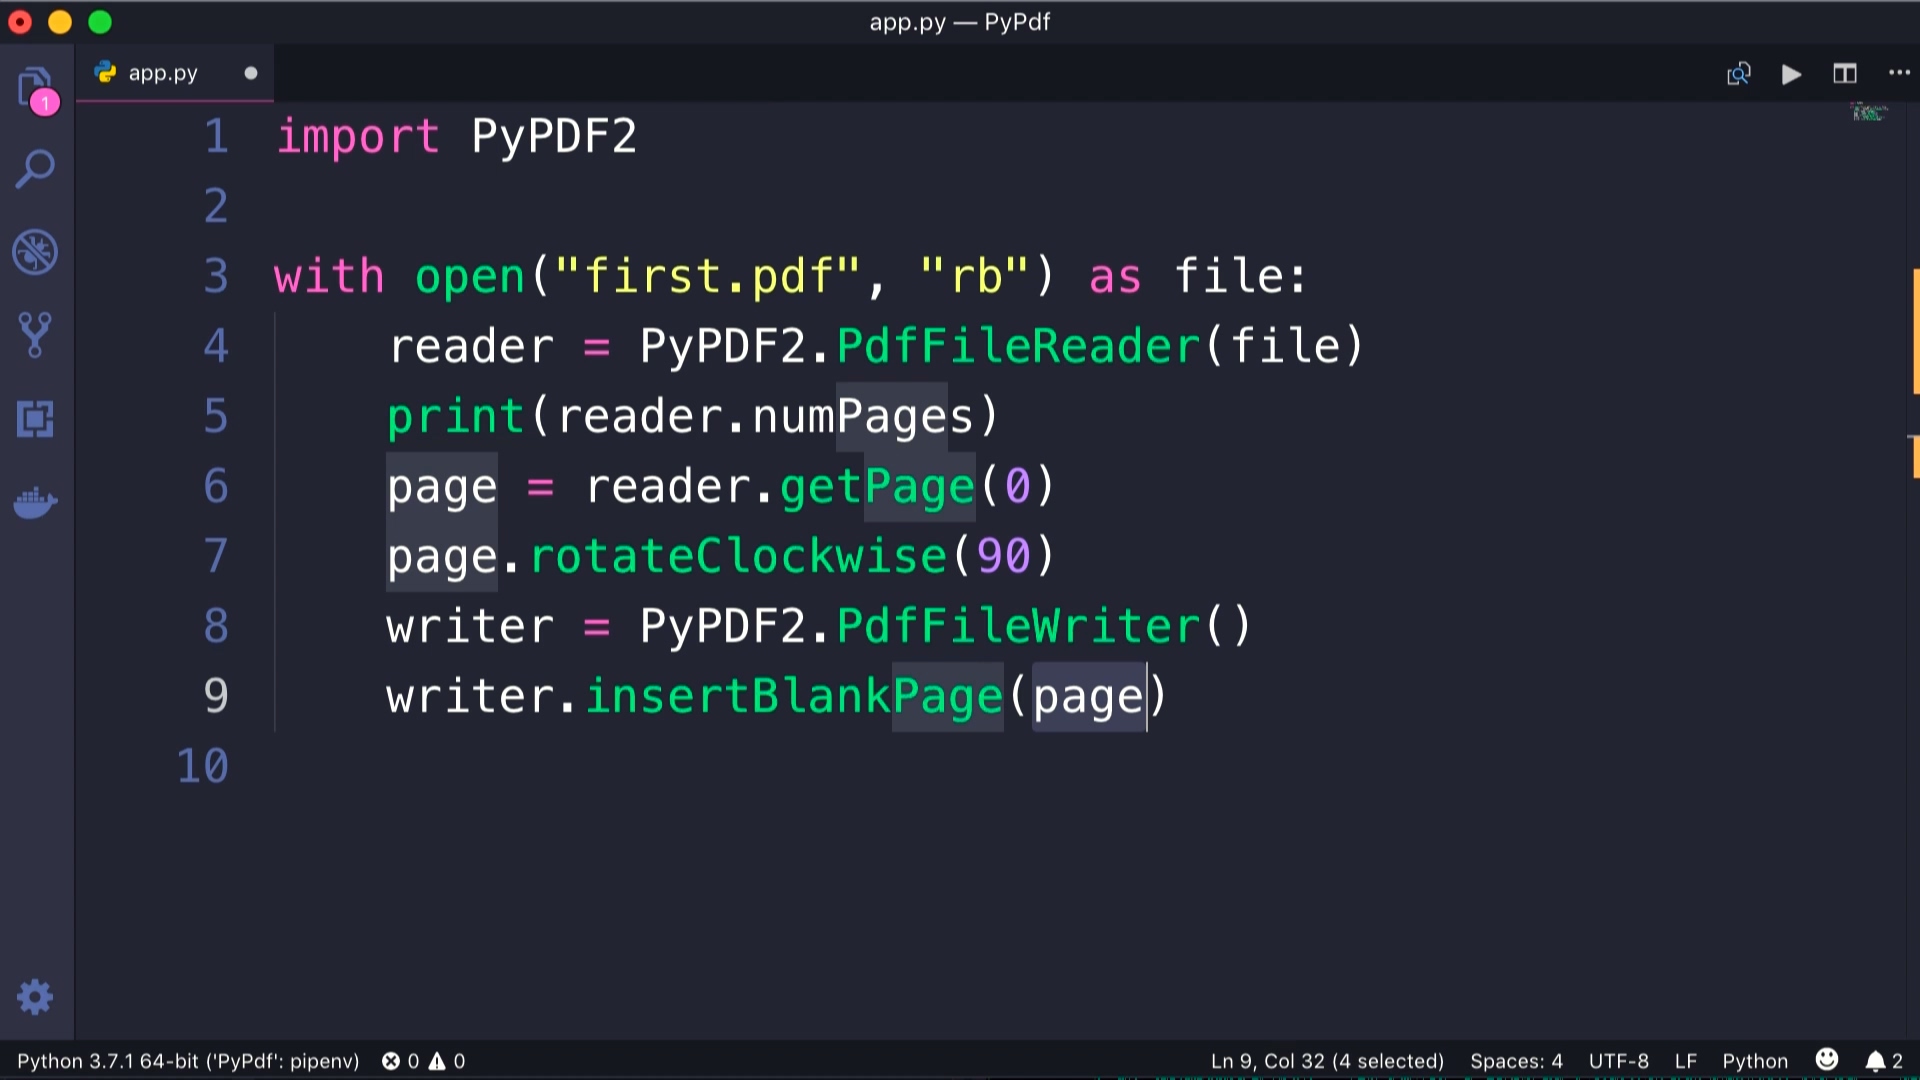 app.py — PyPdf
1
app.py
1 import PyPDF2
2
3 with open("first.pdf", "rb") as file:
4 reader = PyPDF2.PdfFileReader(file)
5 print(reader.numPages)
6 page = reader.getPage(0)
7 page.rotateClockwise(90)
8 writer = PyPDF2.PdfFileWriter()
9 writer.insertBlankPage(page)
10
Python 3.7.1 64-bit ('PyPdf': pipenv) 0 0 Ln 9, Col 32 (4 selected) Spaces: 4 UTF-8 LF Python 2